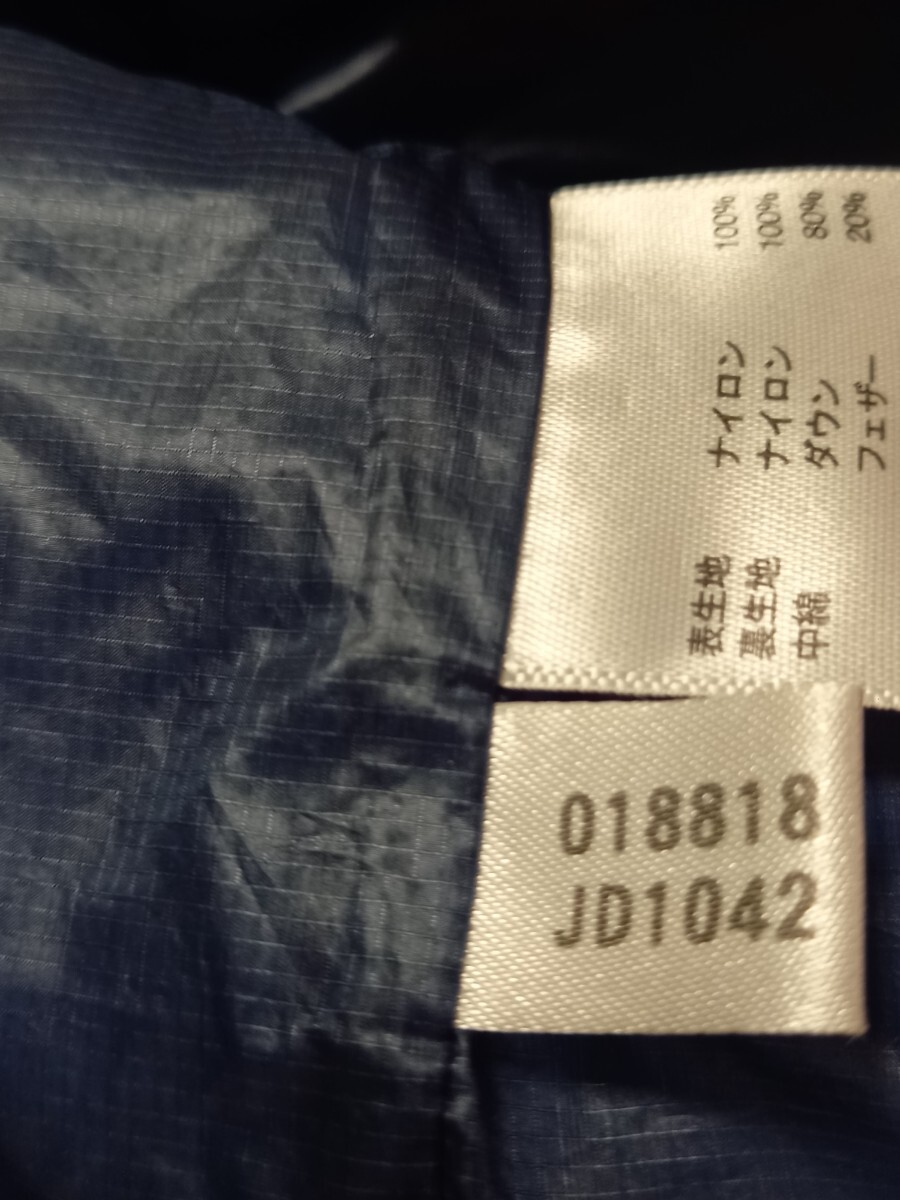 表生地 ナイロン 100%
裏生地 ナイロン 100%
中綿 ダウン 80%
フェザー 20%
018818
JD1042